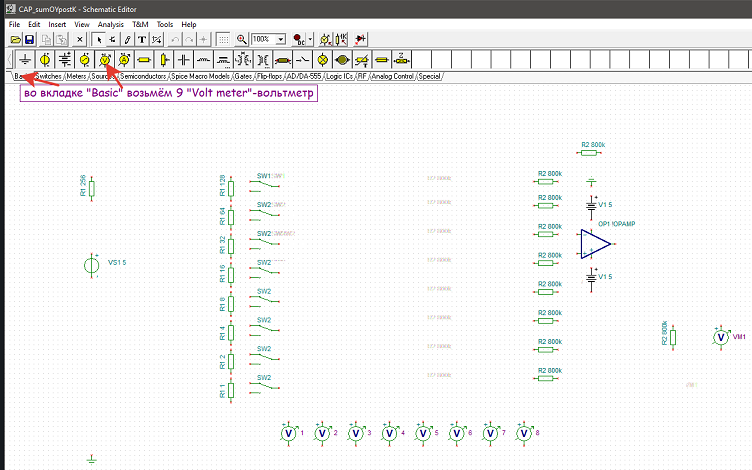 CAP_sumOYpostK - Schematic Editor
File Edit Insert View Analysis T&M Tools Help
100%
DC
Switches Meters Semiconductors Spice Macro Models Gates Flip-flops AD/DA-555 Logic ICs RF Analog Control Special
во вкладке "Basic" возьмём 9 "Volt meter"-вольтметр
R2 800k
R1 256
R1 128
SW1
R2 800k
R2 800k
V1 5
R1 64
SW2
R2 800k
OP1 !OPAMP
R1 32
SW2
R2 800k
VS1 5
R1 16
SW2
R2 800k
V1 5
R1 8
SW2
R2 800k
R1 4
SW2
R2 800k
R2 800k
V VM1
R1 2
SW2
R2 800k
R1 1
SW2
V 1 V 2 V 3 V 4 V 5 V 6 V 7 V 8